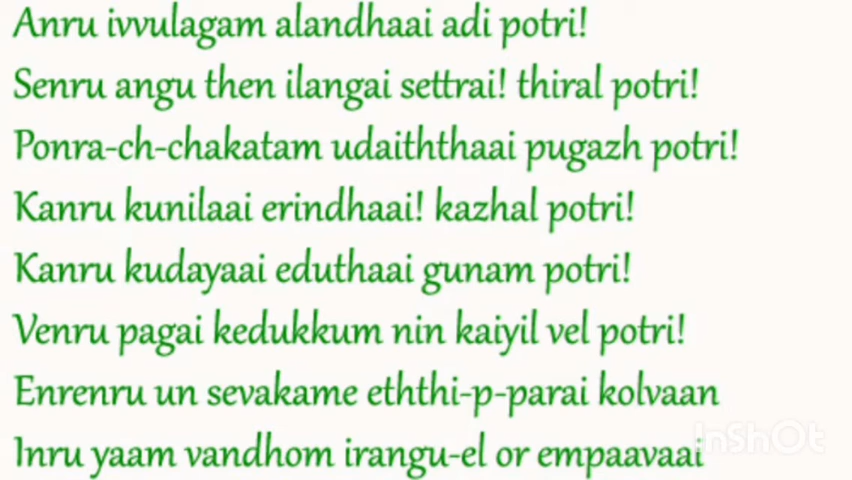 Anru ivvulagam alandhaai adi potri!
Senru angu then ilangai settrai! thiral potri!
Ponra-ch-chakatam udaiththaai pugazh potri!
Kanru kunilaai erindhaai! kazhal potri!
Kanru kudayaai eduthaai gunam potri!
Venru pagai kedukkum nin kaiyil vel potri!
Enrenru un sevakame eththi-p-parai kolvaan
Inru yaam vandhom irangu-el or empaavaai
InShOt